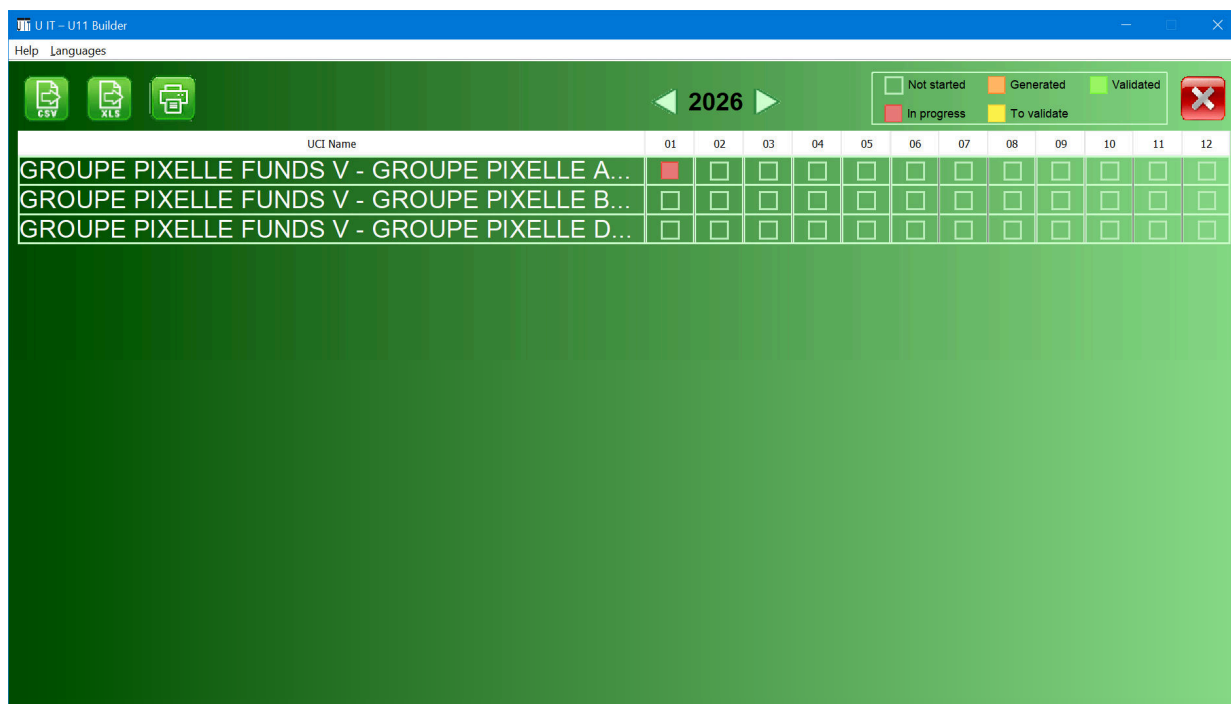 U IT – U11 Builder
Help Languages
CSV XLS
2026
Not started Generated Validated
In progress To validate
UCI Name 01 02 03 04 05 06 07 08 09 10 11 12
GROUPE PIXELLE FUNDS V - GROUPE PIXELLE A...
GROUPE PIXELLE FUNDS V - GROUPE PIXELLE B...
GROUPE PIXELLE FUNDS V - GROUPE PIXELLE D...